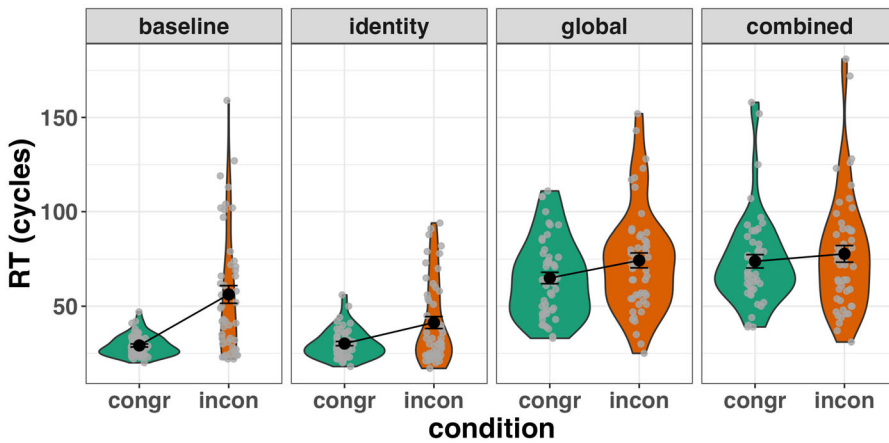 baseline identity global combined
RT (cycles)
150
100
50
congr incon congr incon congr incon congr incon
condition